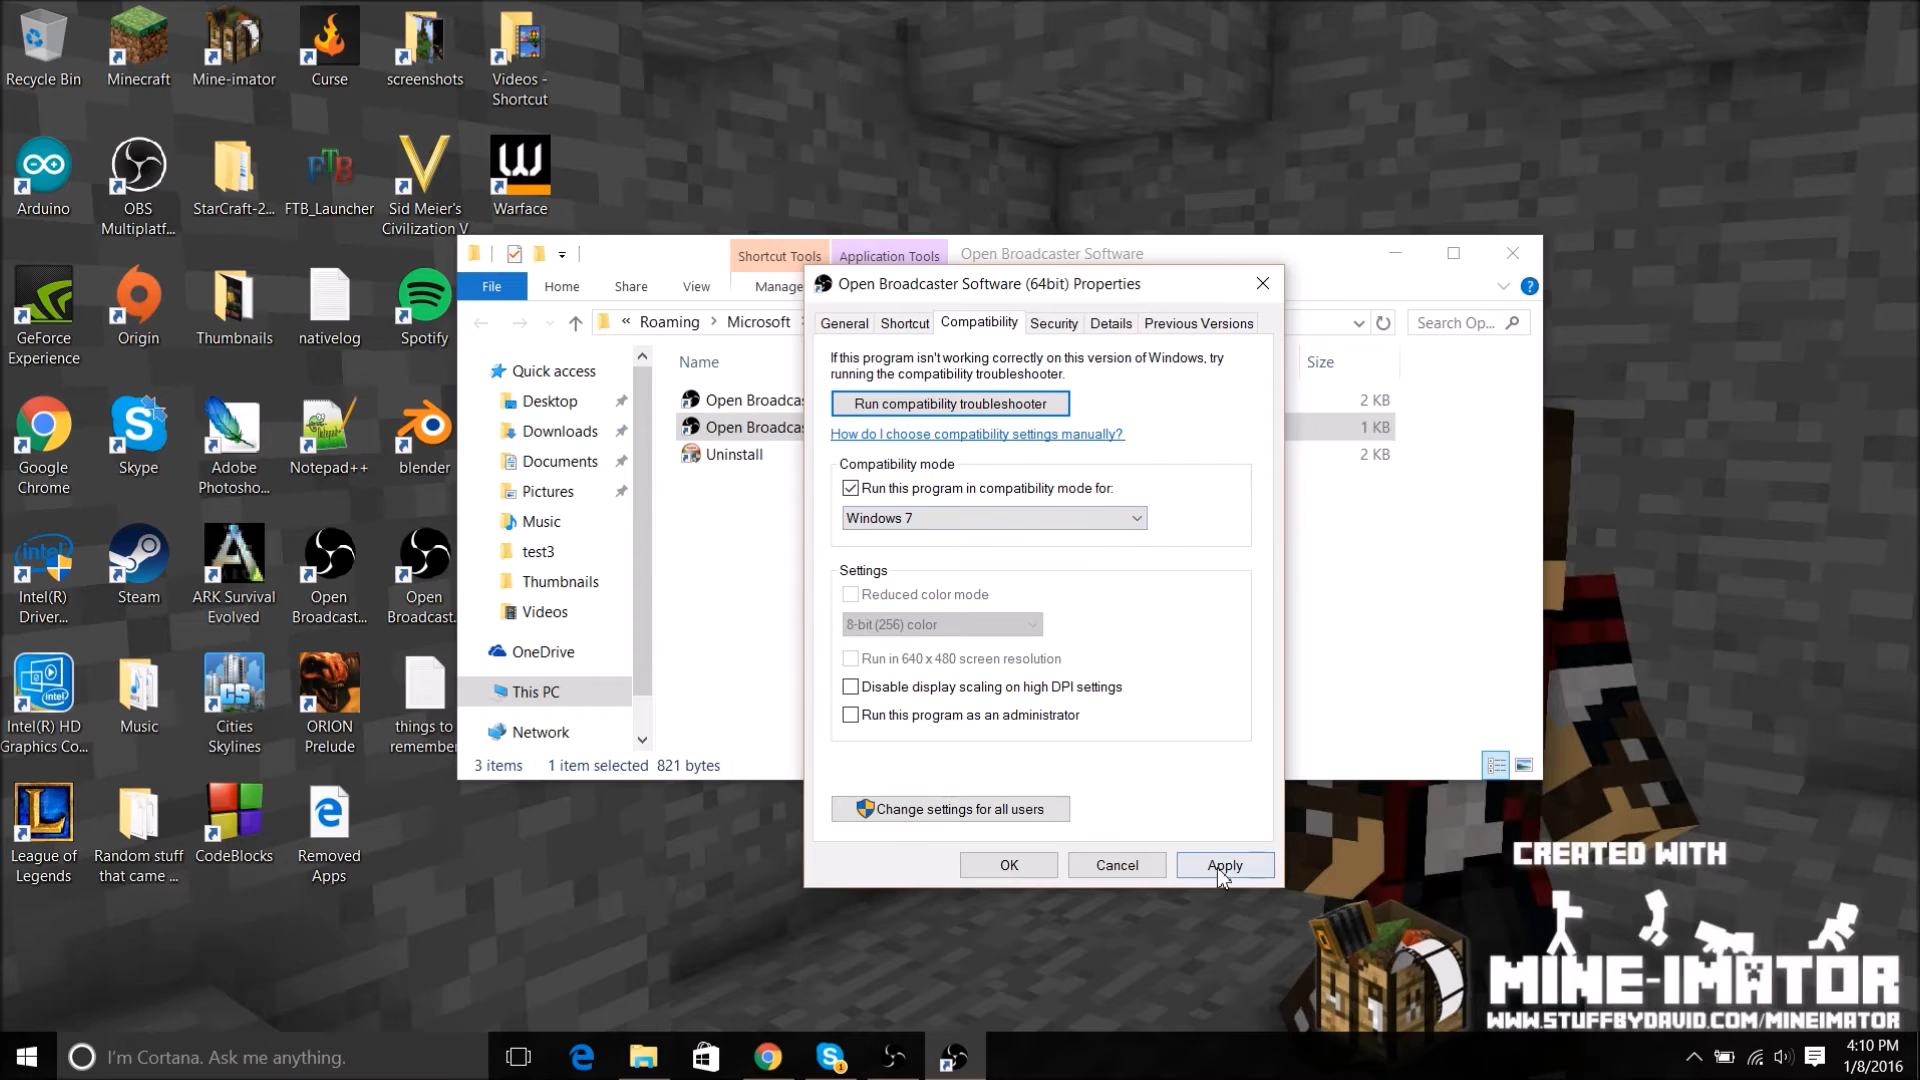 Recycle Bin
Minecraft
Mine-imator
Curse
screenshots
Videos -
Shortcut
Arduino
OBS
Multiplatf...
StarCraft-2...
FTB
FTB_Launcher
Sid Meier's
Civilization V
Warface
GeForce
Experience
Origin
Thumbnails
nativelog
Spotify
Google
Chrome
Skype
Adobe
Photosho...
Notepad++
blender
intel
Intel(R)
Driver...
Steam
ARK Survival
Evolved
Open
Broadcast...
Open
Broadcast...
intel
Intel(R) HD
Graphics Co...
Music
CS
Cities
Skylines
ORION
Prelude
things to
remember
League of
Legends
Random stuff
that came ...
CodeBlocks
Removed
Apps
Shortcut Tools
Application Tools
Open Broadcaster Software
File
Home
Share
View
Manage
« Roaming > Microsoft
Search Op...
Quick access
Desktop
Downloads
Documents
Pictures
Music
test3
Thumbnails
Videos
OneDrive
This PC
Network
Name
Size
Open Broadcas
2 KB
Open Broadcas
1 KB
Uninstall
2 KB
3 items
1 item selected 821 bytes
Open Broadcaster Software (64bit) Properties
General
Shortcut
Compatibility
Security
Details
Previous Versions
If this program isn't working correctly on this version of Windows, try
running the compatibility troubleshooter.
Run compatibility troubleshooter
How do I choose compatibility settings manually?
Compatibility mode
Run this program in compatibility mode for:
Windows 7
Settings
Reduced color mode
8-bit (256) color
Run in 640 x 480 screen resolution
Disable display scaling on high DPI settings
Run this program as an administrator
Change settings for all users
OK
Cancel
Apply
CREATED WITH
MINE-IMATOR
WWW.STUFFBYDAVID.COM/MINEIMATOR
I'm Cortana. Ask me anything.
1
4:10 PM
1/8/2016